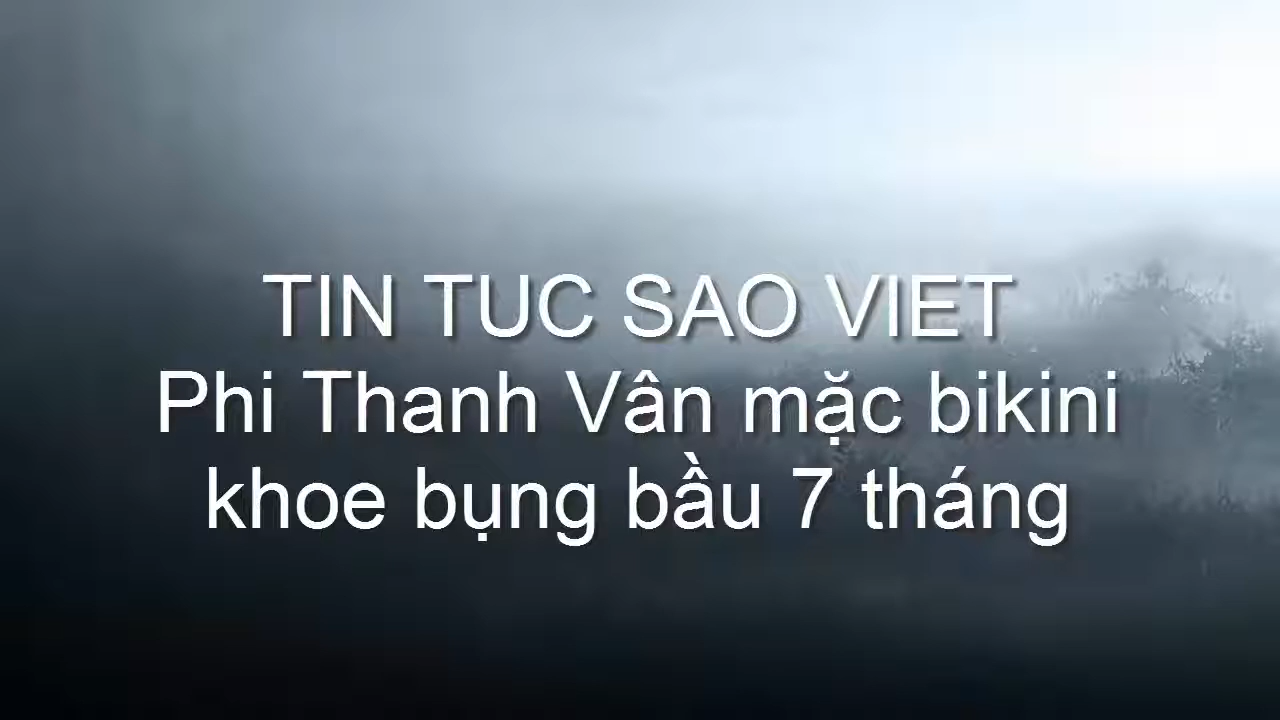 TIN TUC SAO VIET
Phi Thanh Vân mặc bikini
khoe bụng bầu 7 tháng